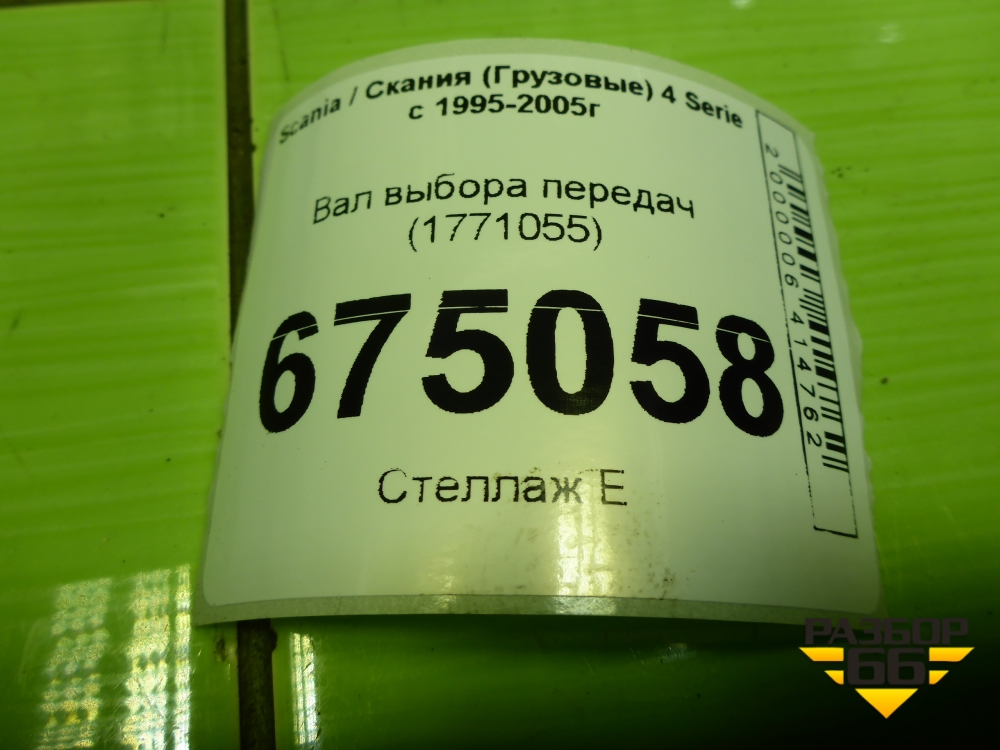 Scania / Скания (Грузовые) 4 Serie
с 1995-2005г
Вал выбора передач
(1771055)
675058
Стеллаж Е
2000006414762
РАЗБОР
66